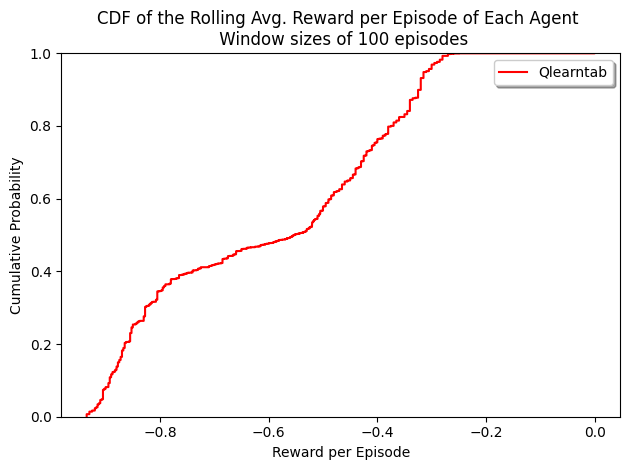 CDF of the Rolling Avg. Reward per Episode of Each Agent
Window sizes of 100 episodes
Qlearntab
Cumulative Probability
1.0
0.8
0.6
0.4
0.2
0.0
−0.8
−0.6
−0.4
−0.2
0.0
Reward per Episode